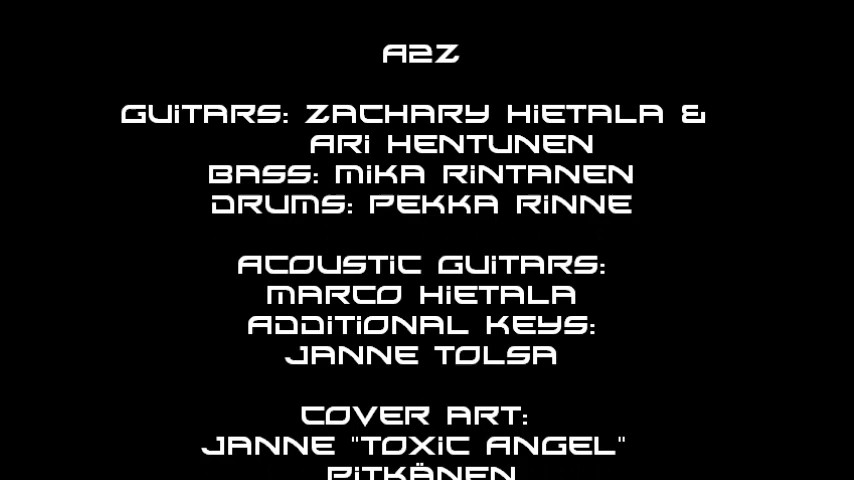 A2Z
GUiTARS: ZACHARY HiETALA &
ARi HENTUNEN
BASS: MiKA RiNTANEN
DRUMS: PEKKA RiNNE
ACOUSTiC GUiTARS:
MARCO HiETALA
ADDiTiONAL KEYS:
JANNE TOLSA
COVER ART:
JANNE "TOXiC ANGEL"
PiTKÄNEN